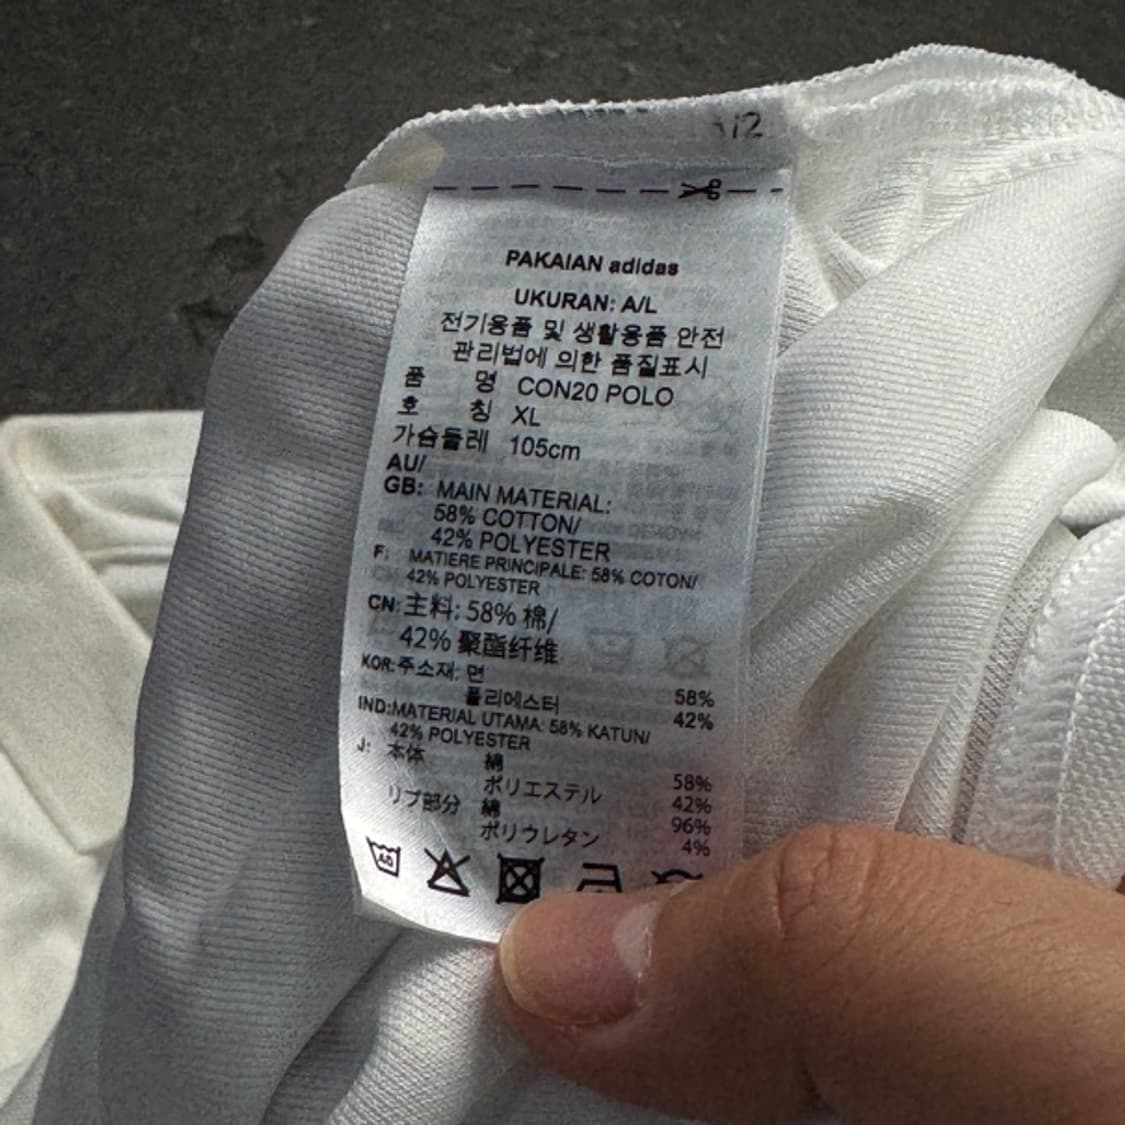 1/2
PAKAIAN adidas
UKURAN: A/L
전기용품 및 생활용품 안전
관리법에 의한 품질표시
품 명 CON20 POLO
호 칭 XL
가슴둘레 105cm
AU/
GB: MAIN MATERIAL:
58% COTTON/
42% POLYESTER
F: MATIERE PRINCIPALE: 58% COTON/
42% POLYESTER
CN: 主料: 58% 棉/
42% 聚酯纤维
KOR: 주소재: 면 58%
폴리에스터 42%
IND: MATERIAL UTAMA: 58% KATUN/
42% POLYESTER
J: 本体 綿 58%
ポリエステル 42%
リブ部分 綿 96%
ポリウレタン 4%
40